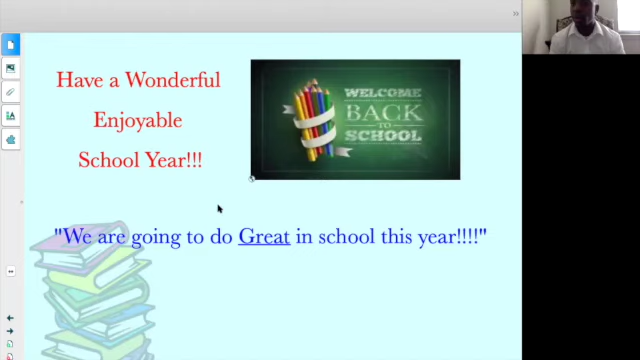 Have a Wonderful
Enjoyable
School Year!!!
WELCOME
BACK
TO
SCHOOL
"We are going to do Great in school this year!!!!"